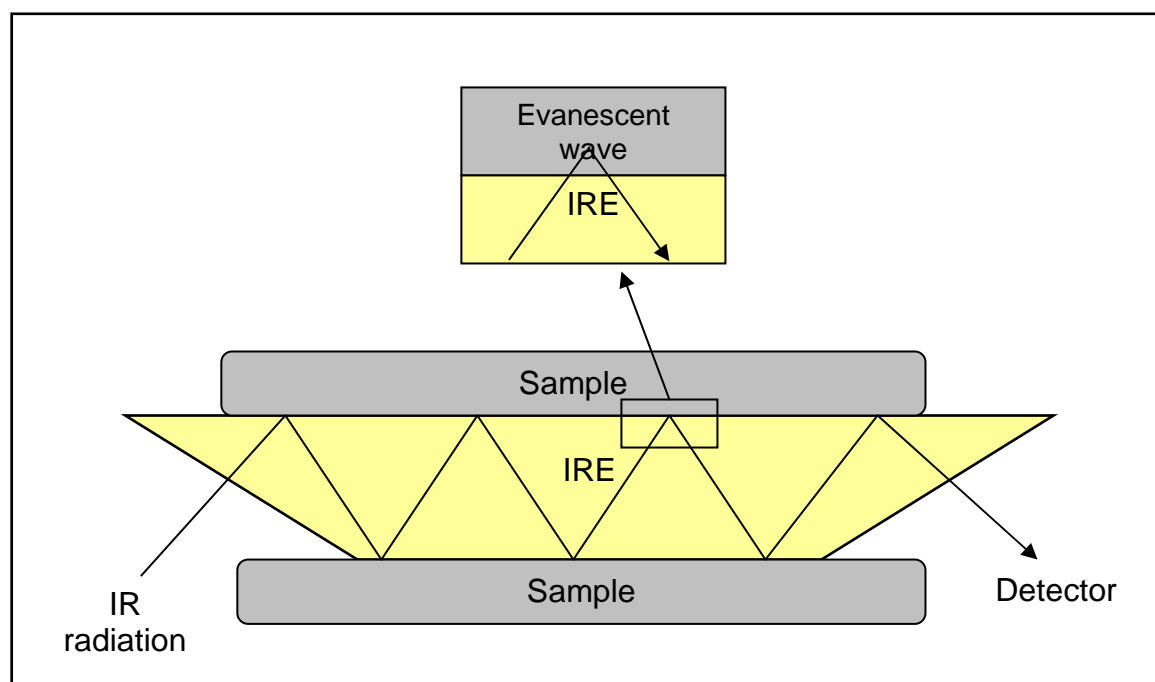 Evanescent
wave
IRE
Sample
IRE
Sample
IR
radiation
Detector